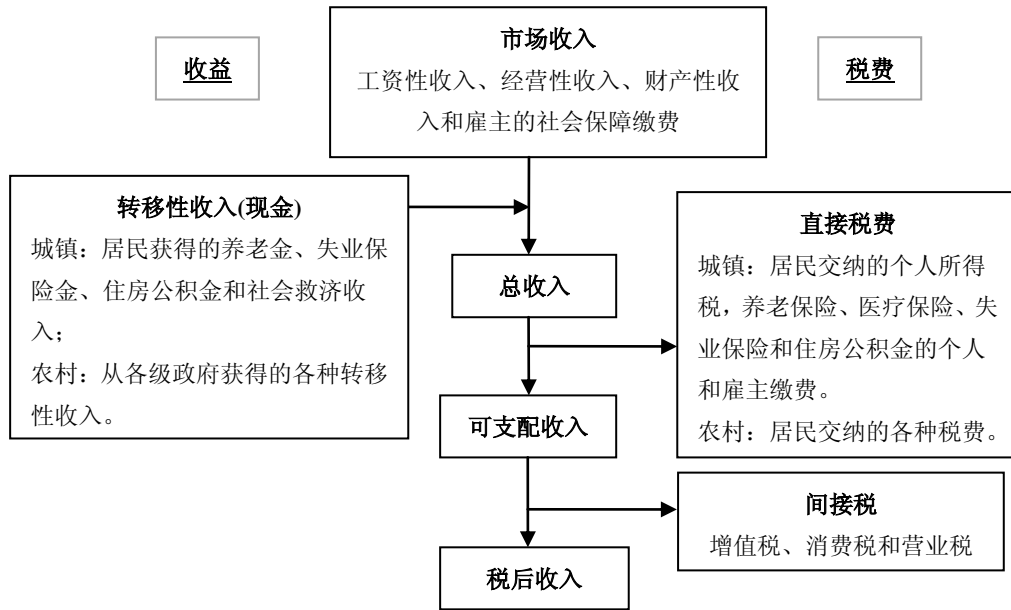 收益
市场收入
工资性收入、经营性收入、财产性收
入和雇主的社会保障缴费
税费
转移性收入(现金)
城镇：居民获得的养老金、失业保
险金、住房公积金和社会救济收
入；
农村：从各级政府获得的各种转移
性收入。
总收入
直接税费
城镇：居民交纳的个人所得
税，养老保险、医疗保险、失
业保险和住房公积金的个人
和雇主缴费。
农村：居民交纳的各种税费。
可支配收入
间接税
增值税、消费税和营业税
税后收入